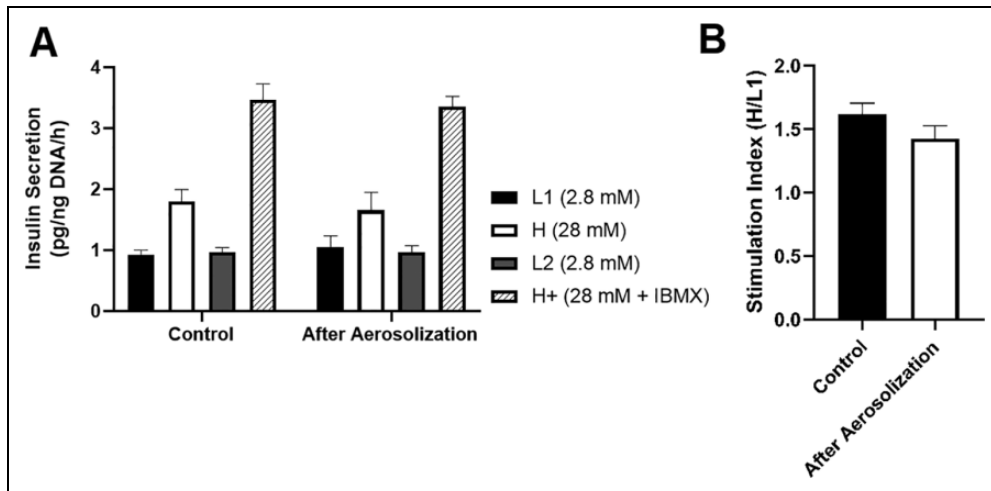 A
Insulin Secretion
(pg/ng DNA/h)
4
3
2
1
0
Control
After Aerosolization
L1 (2.8 mM)
H (28 mM)
L2 (2.8 mM)
H+ (28 mM + IBMX)
B
Stimulation Index (H/L1)
2.0
1.5
1.0
0.5
0.0
Control
After Aerosolization